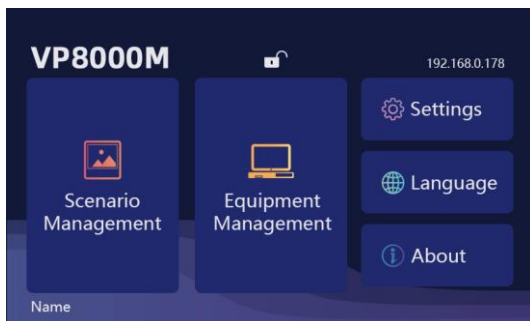 VP8000M
192.168.0.178
Scenario
Management
Equipment
Management
Settings
Language
About
Name